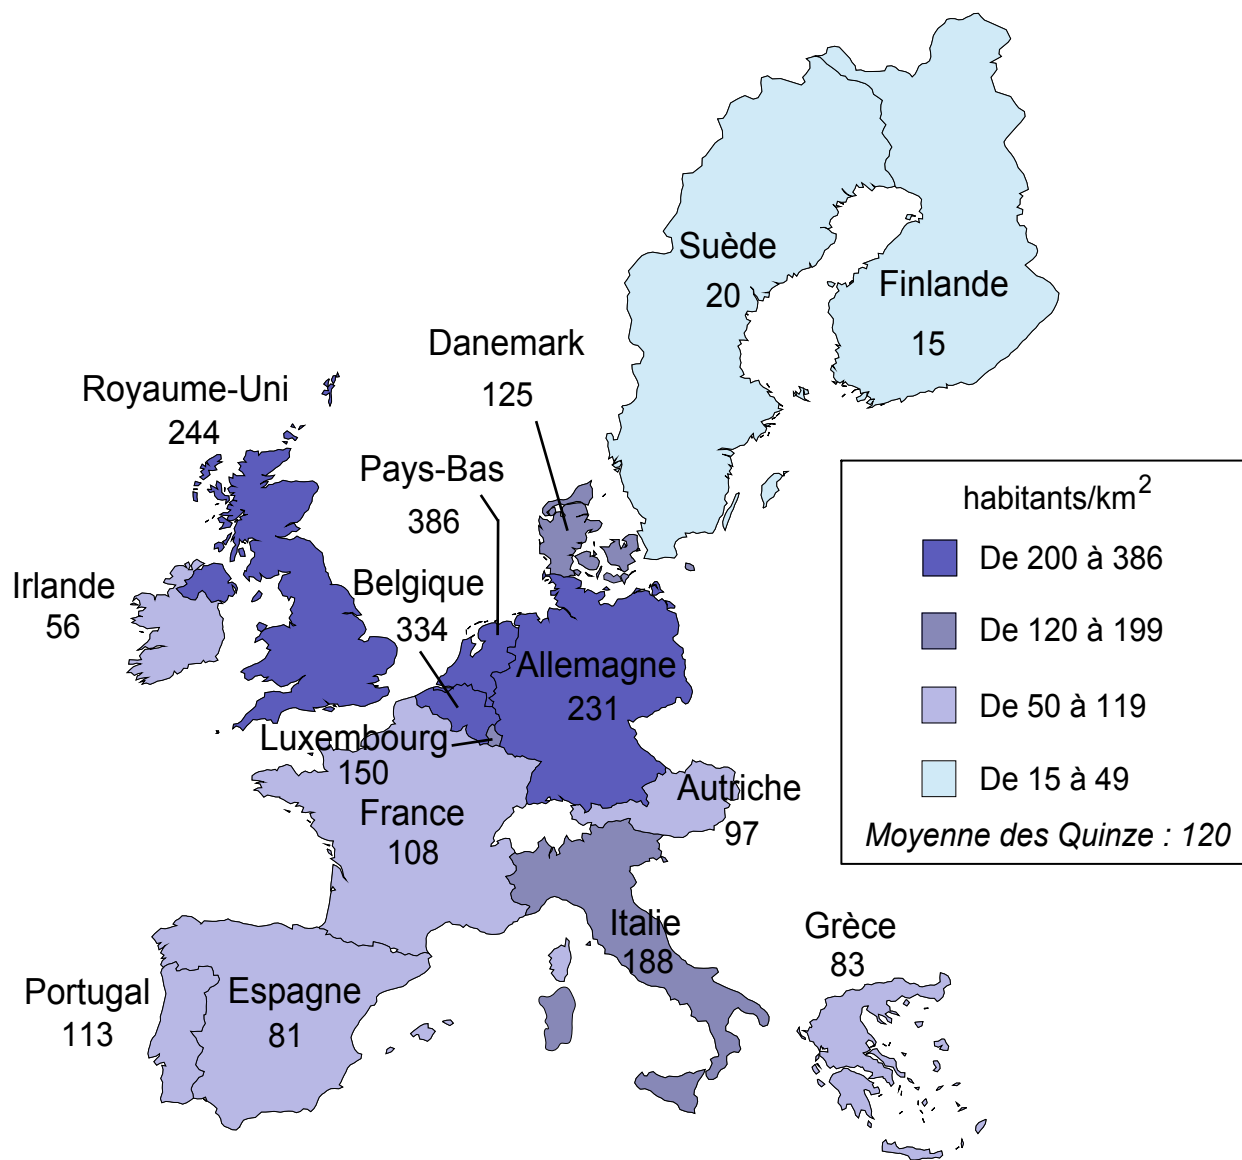 Suède
20
Finlande
15
Danemark
125
Royaume-Uni
244
Pays-Bas
386
Belgique
334
Irlande
56
Allemagne
231
Luxembourg
150
Autriche
97
France
108
Italie
188
Grèce
83
Portugal
113
Espagne
81
habitants/km²
De 200 à 386
De 120 à 199
De 50 à 119
De 15 à 49
Moyenne des Quinze : 120